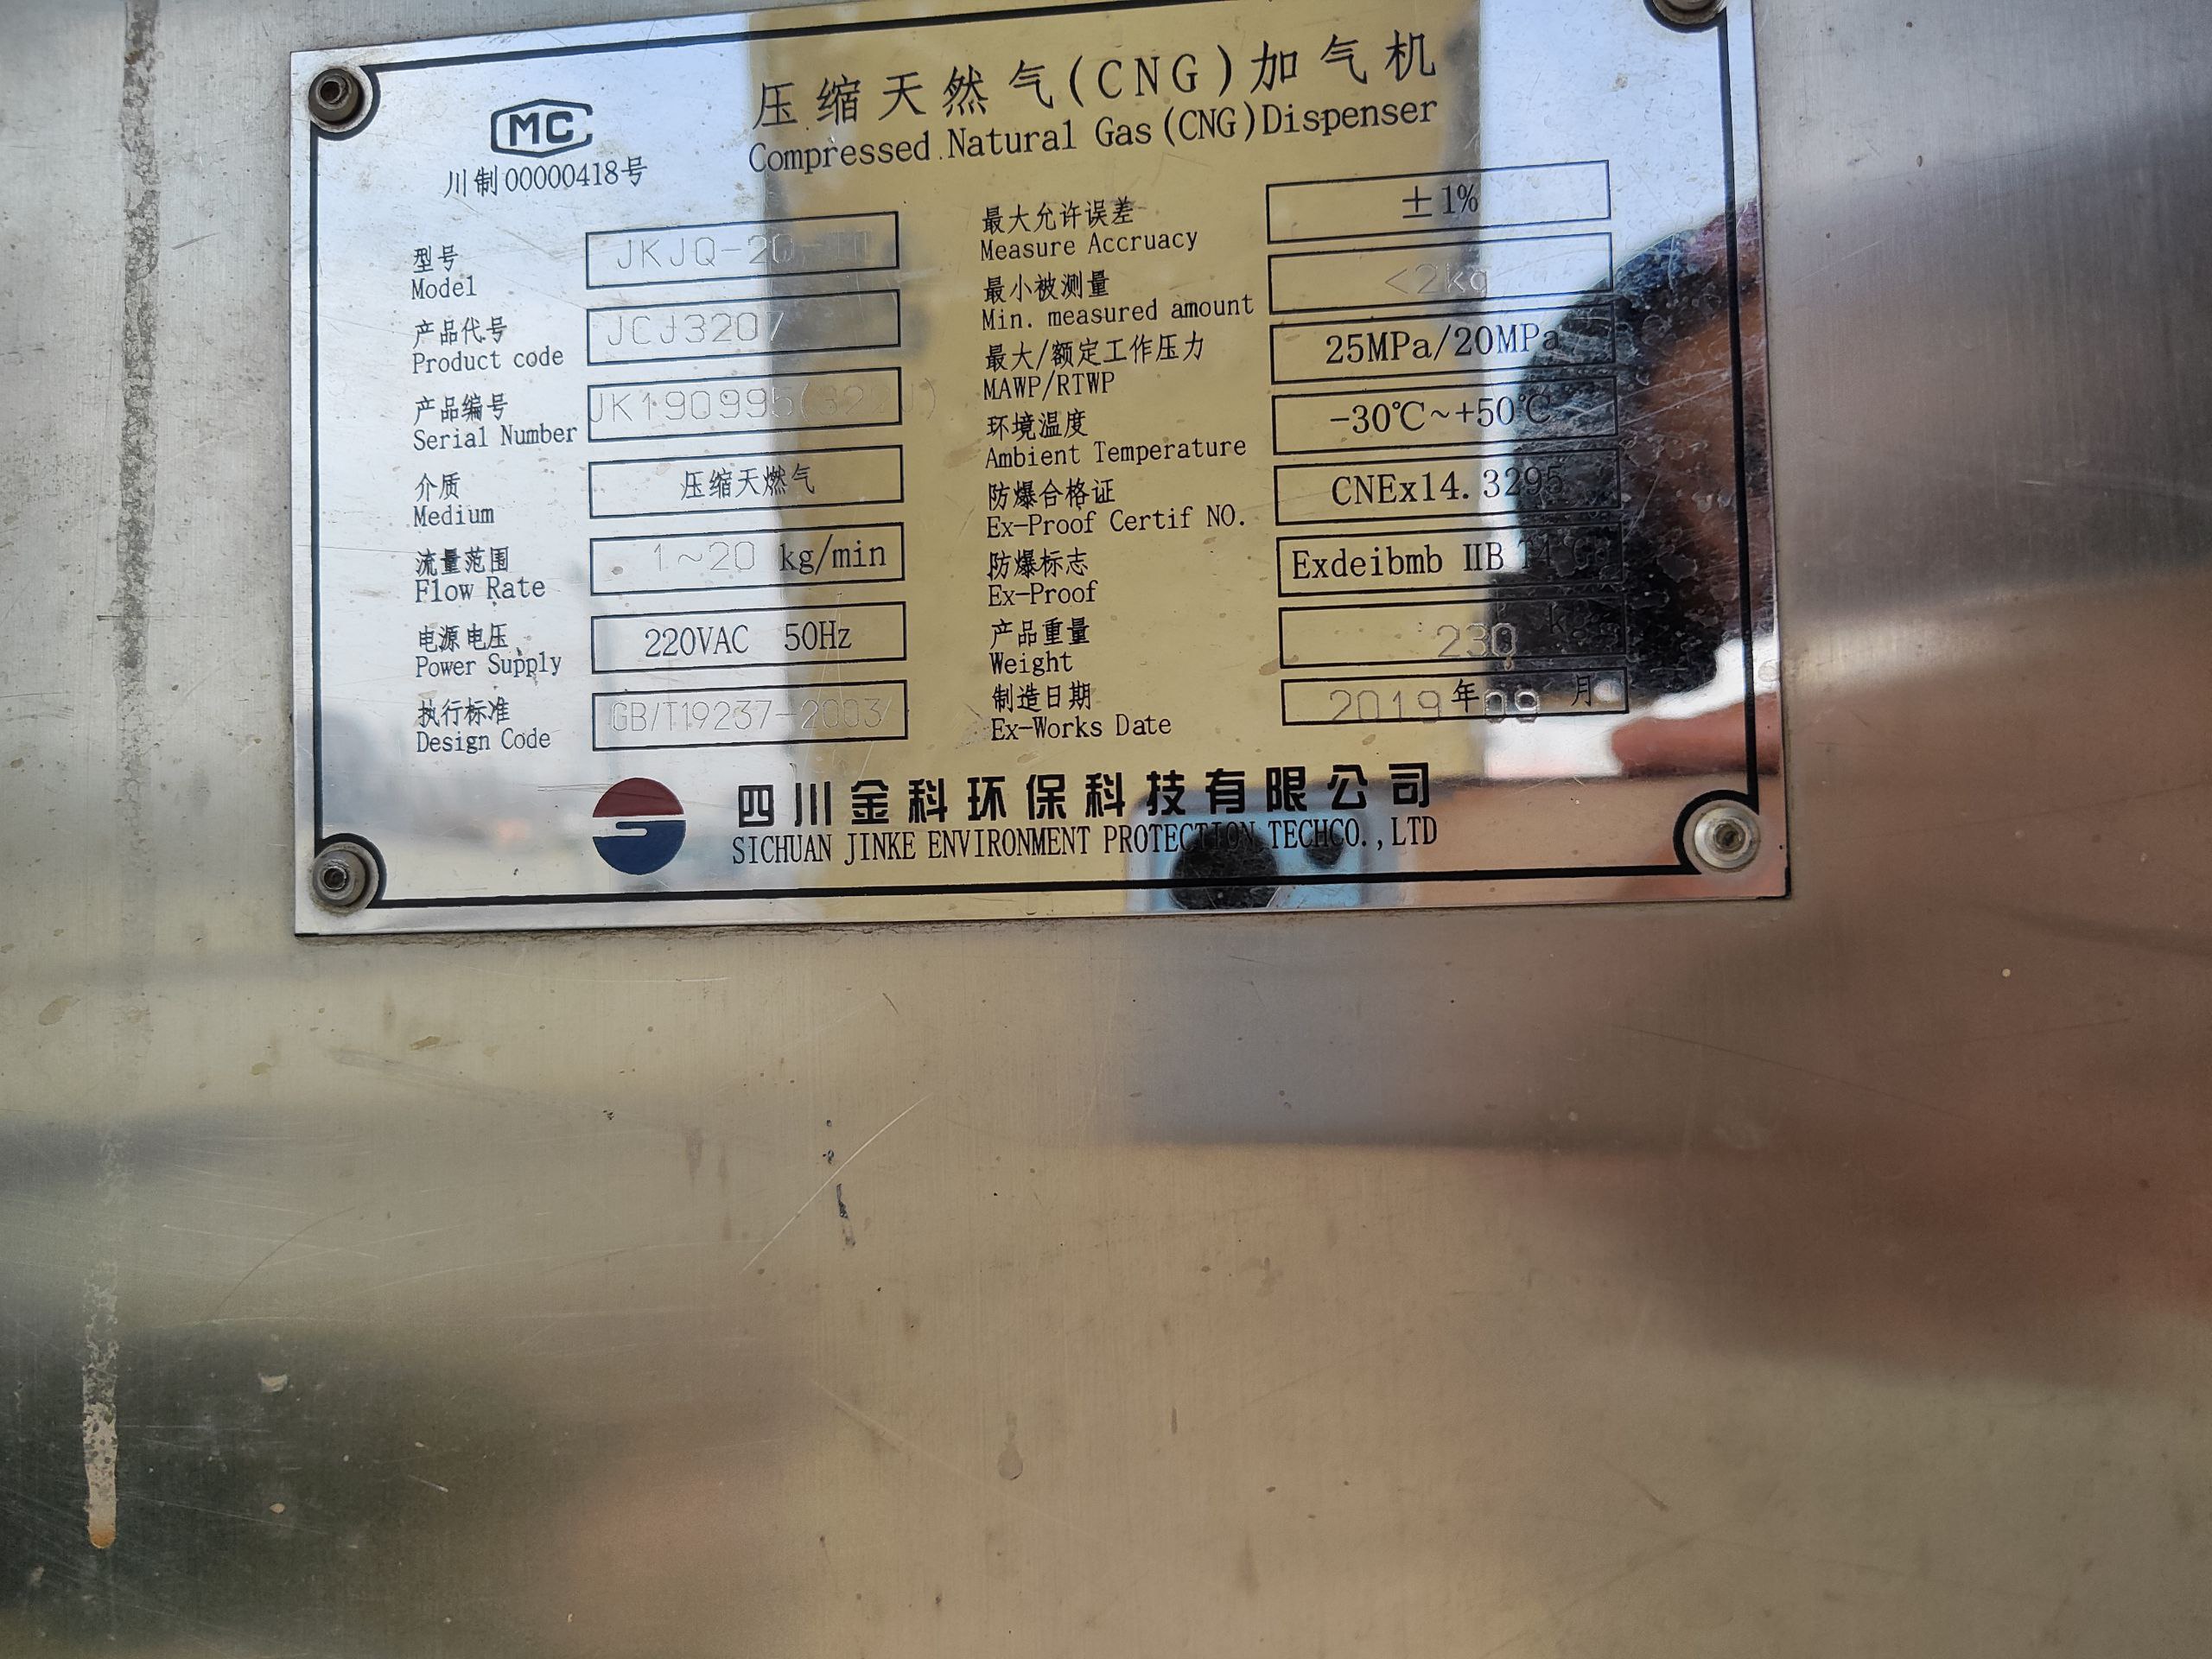 MC
川制00000418号
压缩天然气(CNG)加气机
Compressed Natural Gas(CNG)Dispenser
型号
Model
JKJQ-20
产品代号
Product code
JCJ3207
产品编号
Serial Number
JK190995
介质
Medium
压缩天燃气
流量范围
Flow Rate
1~20 kg/min
电源电压
Power Supply
220VAC 50Hz
执行标准
Design Code
GB/T19237-2003
最大允许误差
Measure Accruacy
±1%
最小被测量
Min. measured amount
<2kg
最大/额定工作压力
MAWP/RTWP
25MPa/20MPa
环境温度
Ambient Temperature
-30℃~+50℃
防爆合格证
Ex-Proof Certif NO.
CNEx14.3295
防爆标志
Ex-Proof
Exdeibmb ⅡB T4
产品重量
Weight
230 k
制造日期
Ex-Works Date
2019年09月
四川金科环保科技有限公司
SICHUAN JINKE ENVIRONMENT PROTECTION TECHCO.,LTD